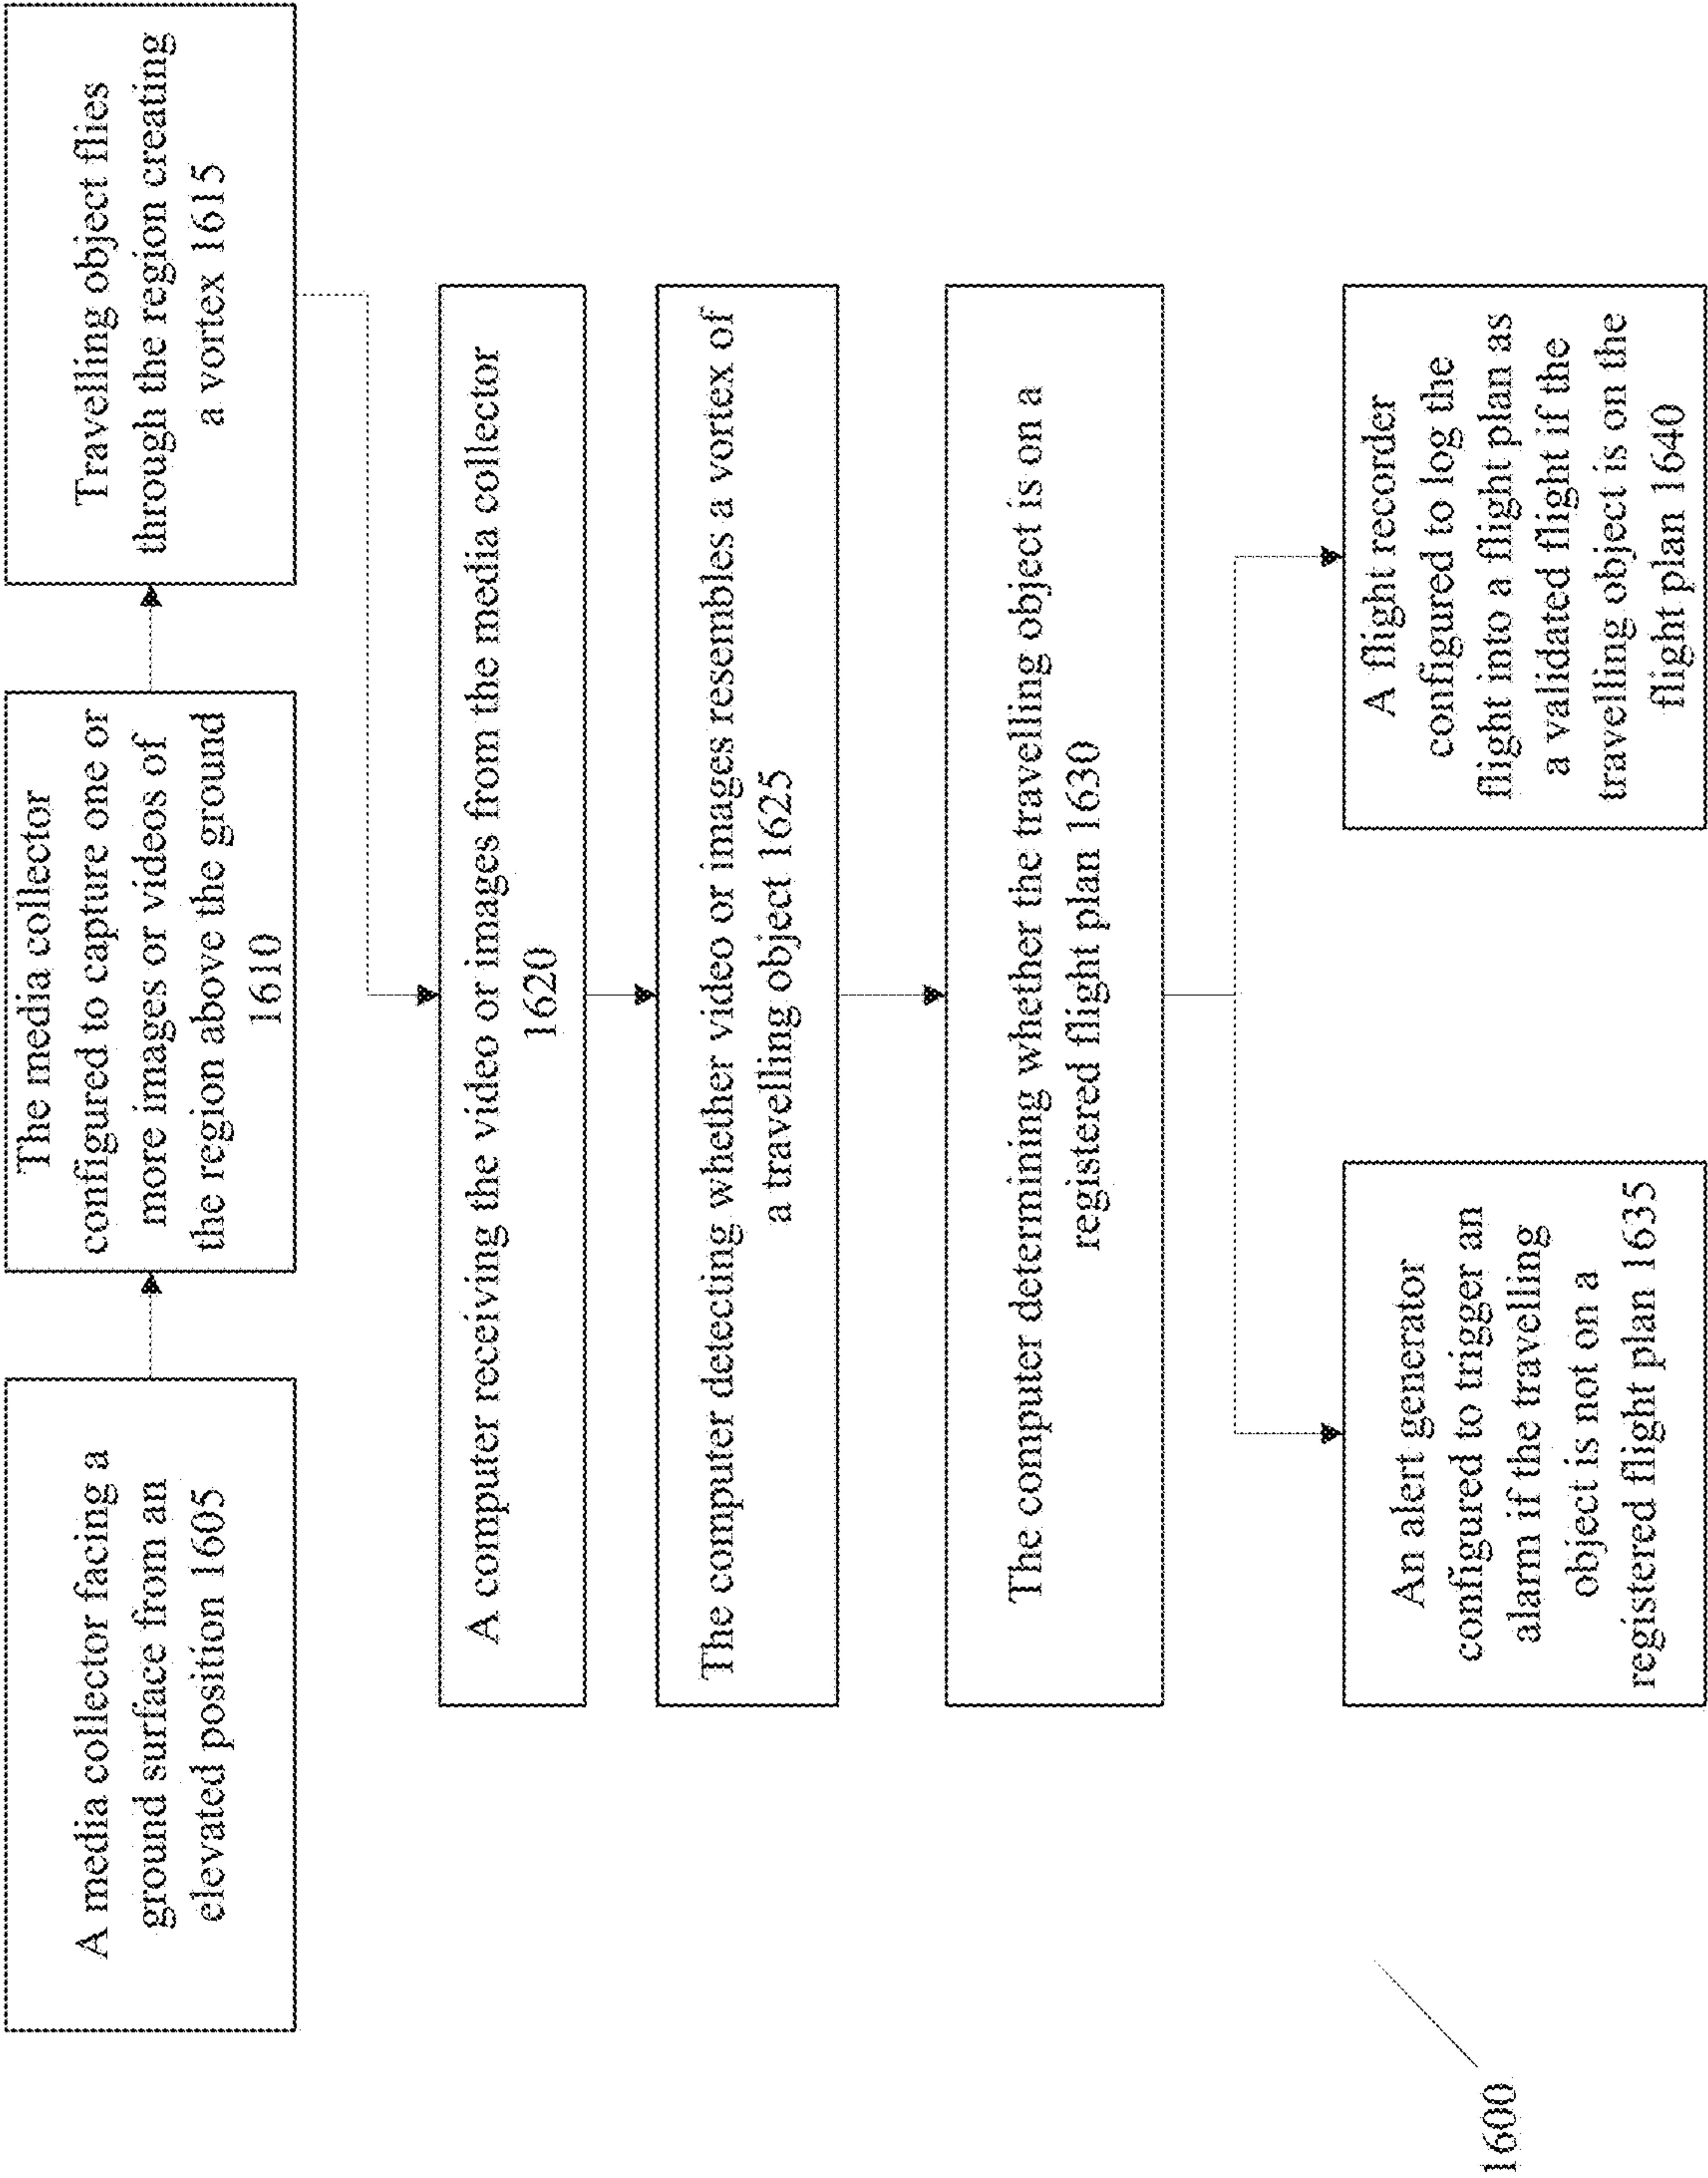 A media collector facing a
ground surface from an
elevated position 1605
The media collector
configured to capture one or
more images or videos of
the region above the ground
1610
Travelling object flies
through the region creating
a vortex 1615
A computer receiving the video or images from the media collector
1620
The computer detecting whether video or images resembles a vortex of
a travelling object 1625
The computer determining whether the travelling object is on a
registered flight plan 1630
An alert generator
configured to trigger an
alarm if the travelling
object is not on a
registered flight plan 1635
A flight recorder
configured to log the
flight into a flight plan as
a validated flight if the
travelling object is on the
flight plan 1640
1600